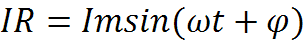 IR = Imsin(ωt + φ)